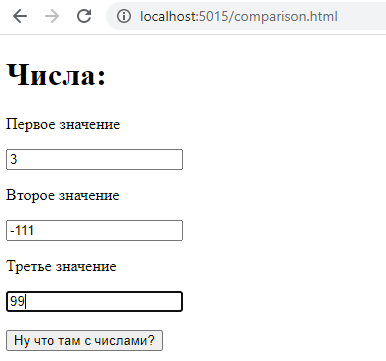 localhost:5015/comparison.html
Числа:
Первое значение
3
Второе значение
-111
Третье значение
99
Ну что там с числами?